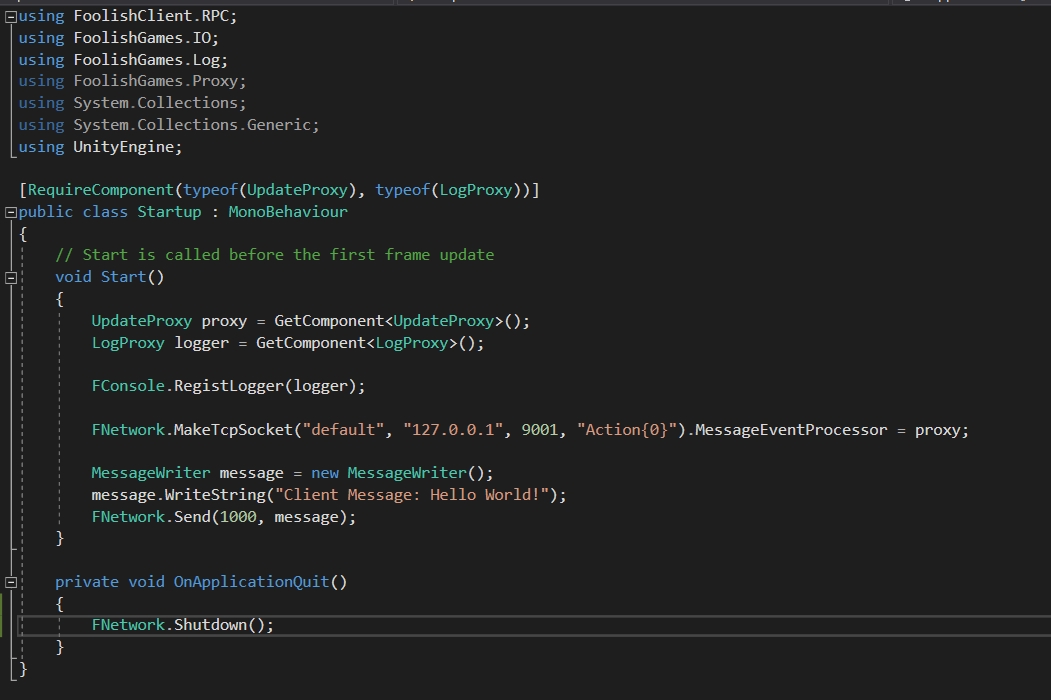 using FoolishClient.RPC;
using FoolishGames.IO;
using FoolishGames.Log;
using FoolishGames.Proxy;
using System.Collections;
using System.Collections.Generic;
using UnityEngine;
[RequireComponent(typeof(UpdateProxy), typeof(LogProxy))]
public class Startup : MonoBehaviour
{
// Start is called before the first frame update
void Start()
{
UpdateProxy proxy = GetComponent<UpdateProxy>();
LogProxy logger = GetComponent<LogProxy>();
FConsole.RegistLogger(logger);
FNetwork.MakeTcpSocket("default", "127.0.0.1", 9001, "Action{0}").MessageEventProcessor = proxy;
MessageWriter message = new MessageWriter();
message.WriteString("Client Message: Hello World!");
FNetwork.Send(1000, message);
}
private void OnApplicationQuit()
{
FNetwork.Shutdown();
}
}